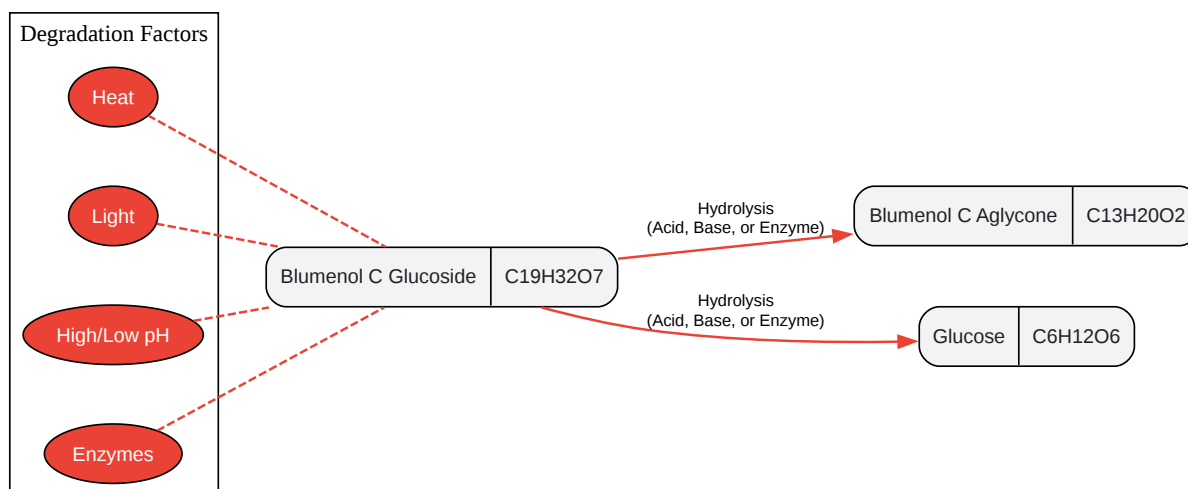 Degradation Factors
Heat
Light
High/Low pH
Enzymes
Blumenol C Glucoside
C19H32O7
Hydrolysis
(Acid, Base, or Enzyme)
Blumenol C Aglycone
C13H20O2
Hydrolysis
(Acid, Base, or Enzyme)
Glucose
C6H12O6